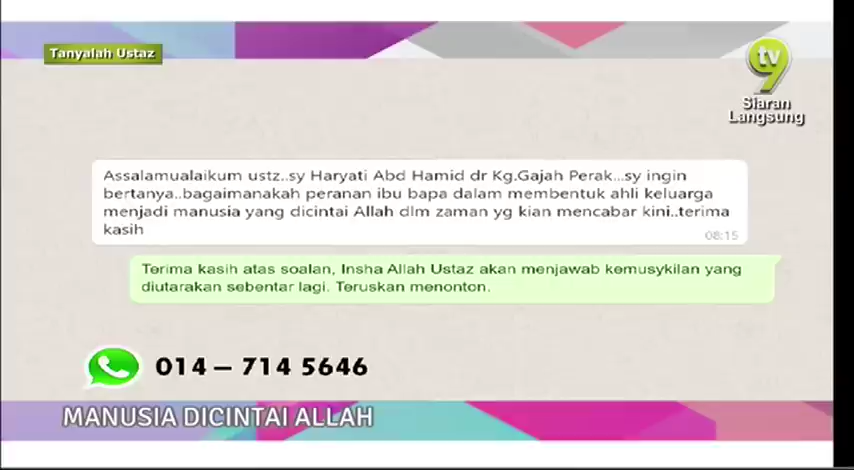 Tanyalah Ustaz
tv
9
Siaran
Langsung
Assalamualaikum ustz..sy Haryati Abd Hamid dr Kg.Gajah Perak...sy ingin
bertanya..bagaimanakah peranan ibu bapa dalam membentuk ahli keluarga
menjadi manusia yang dicintai Allah dlm zaman yg kian mencabar kini..terima
kasih
08:15
Terima kasih atas soalan, Insha Allah Ustaz akan menjawab kemusykilan yang
diutarakan sebentar lagi. Teruskan menonton.
014 – 714 5646
MANUSIA DICINTAI ALLAH